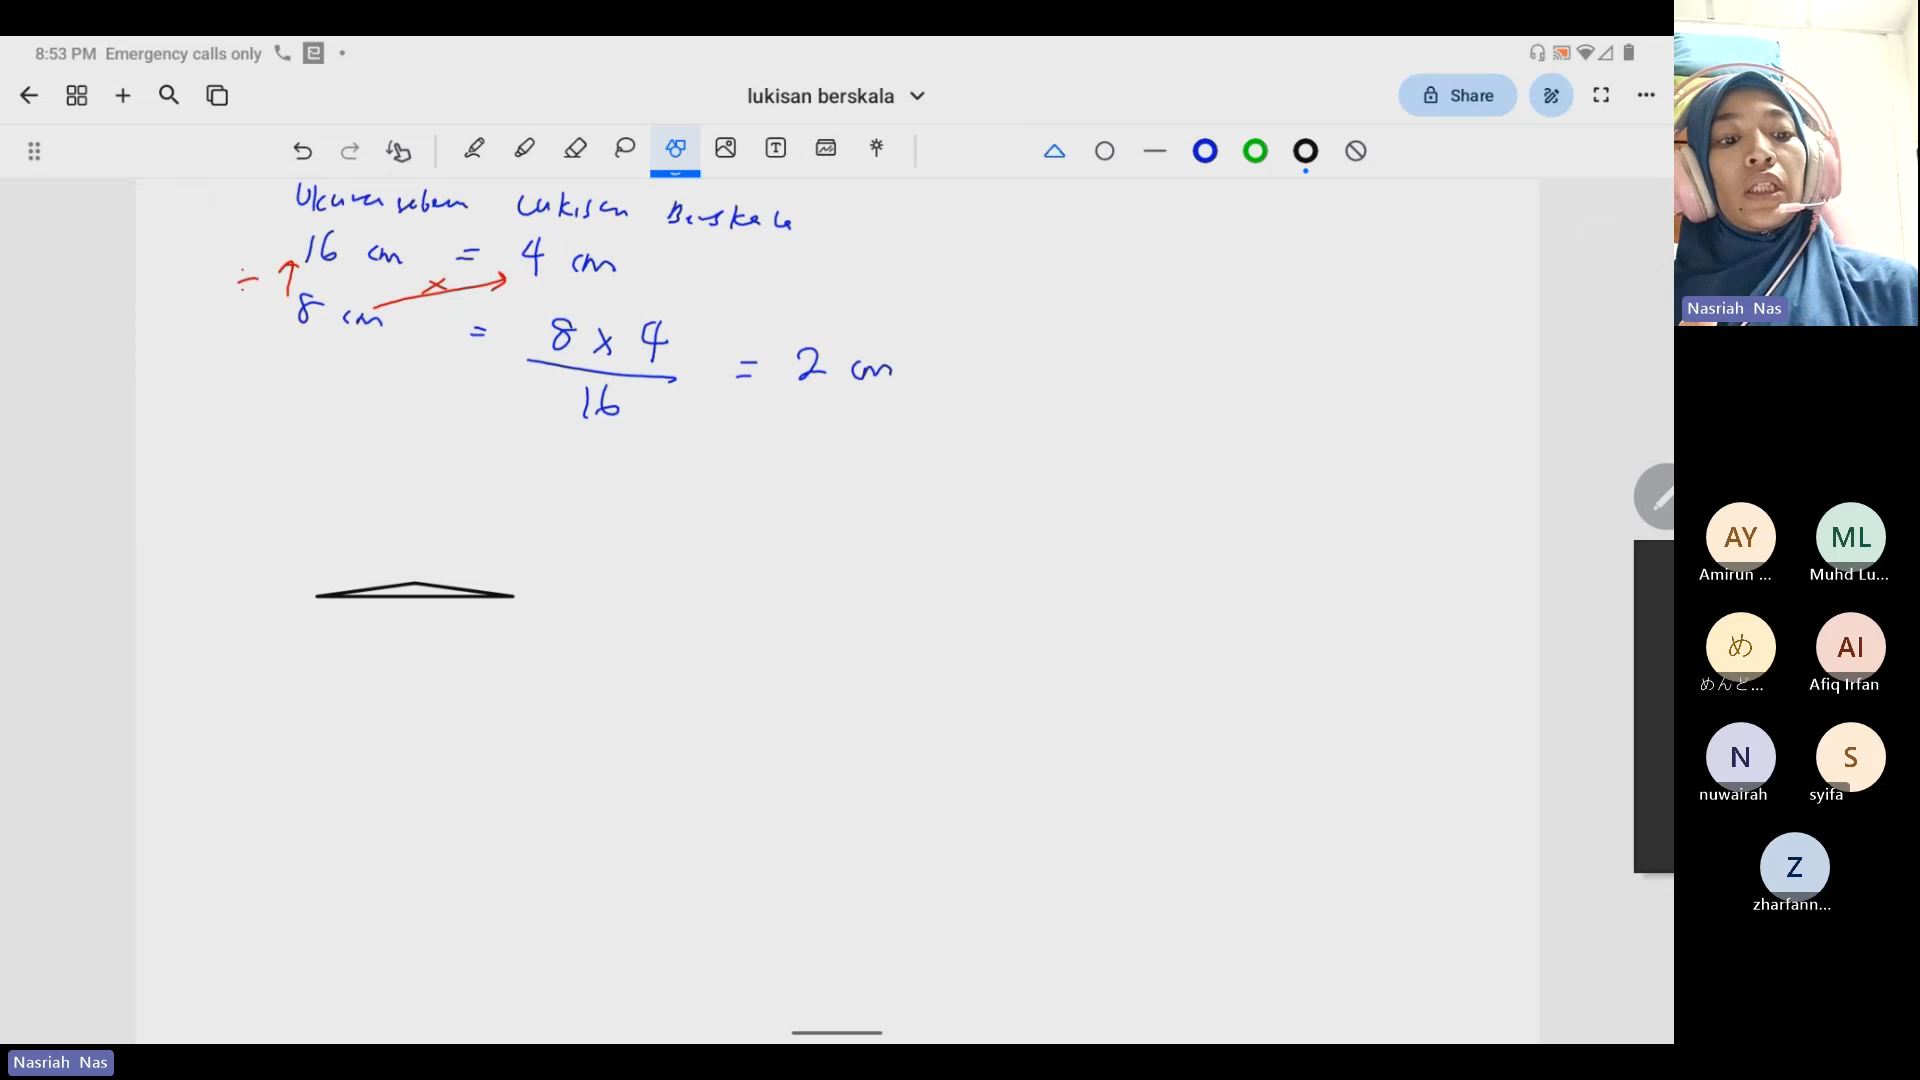 8:53 PM Emergency calls only
lukisan berskala
Share
Lukisan Berskala
16 cm = 4 cm
÷ ×
8 cm = 8 x 4 = 2 cm
16
Nasriah Nas
AY
Amirun ...
ML
Muhd Lu...
め
めんど...
AI
Afiq Irfan
N
nuwairah
S
syifa
Z
zharfann...
Nasriah Nas